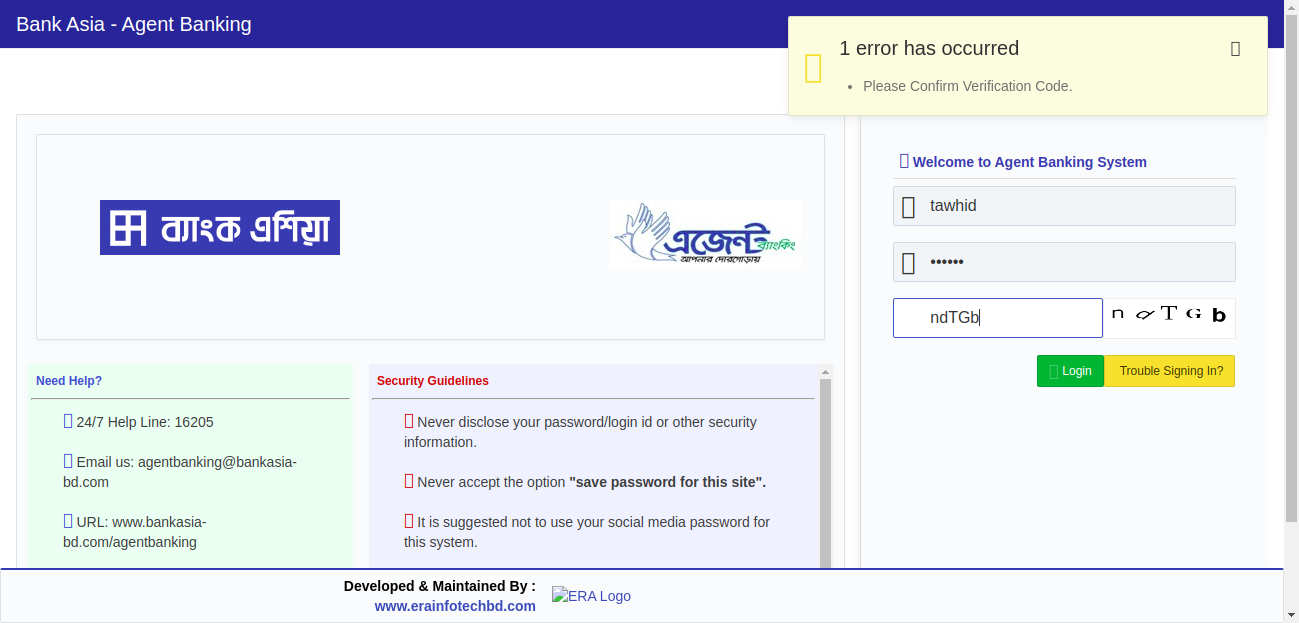 Bank Asia - Agent Banking
1 error has occurred
Please Confirm Verification Code.
ব্যাংক এশিয়া
এজেন্ট ব্যাংকিং
আপনার দোরগোড়ায়
Welcome to Agent Banking System
tawhid
••••••
ndTGb
n a T G b
Login
Trouble Signing In?
Need Help?
24/7 Help Line: 16205
Email us: agentbanking@bankasia-
bd.com
URL: www.bankasia-
bd.com/agentbanking
Security Guidelines
Never disclose your password/login id or other security
information.
Never accept the option "save password for this site".
It is suggested not to use your social media password for
this system.
Developed & Maintained By :
www.erainfotechbd.com
ERA Logo